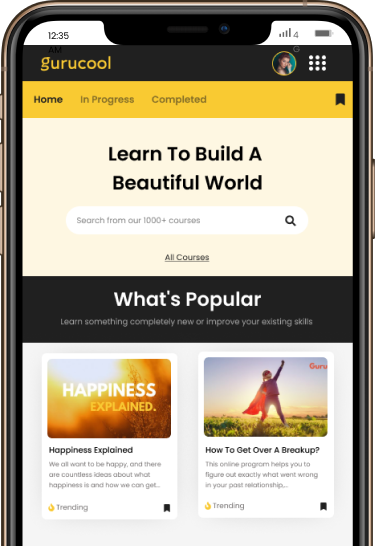 12:35
AM
4
G
gurucool
Home In Progress Completed
Learn To Build A
Beautiful World
Search from our 1000+ courses
All Courses
What's Popular
Learn something completely new or improve your existing skills
HAPPINESS
EXPLAINED.
Happiness Explained
We all want to be happy, and there
are countless ideas about what
happiness is and how we can get..
Trending
Guru
How To Get Over A Breakup?
This online program helps you to
figure out exactly what went wrong
in your past relationship,..
Trending